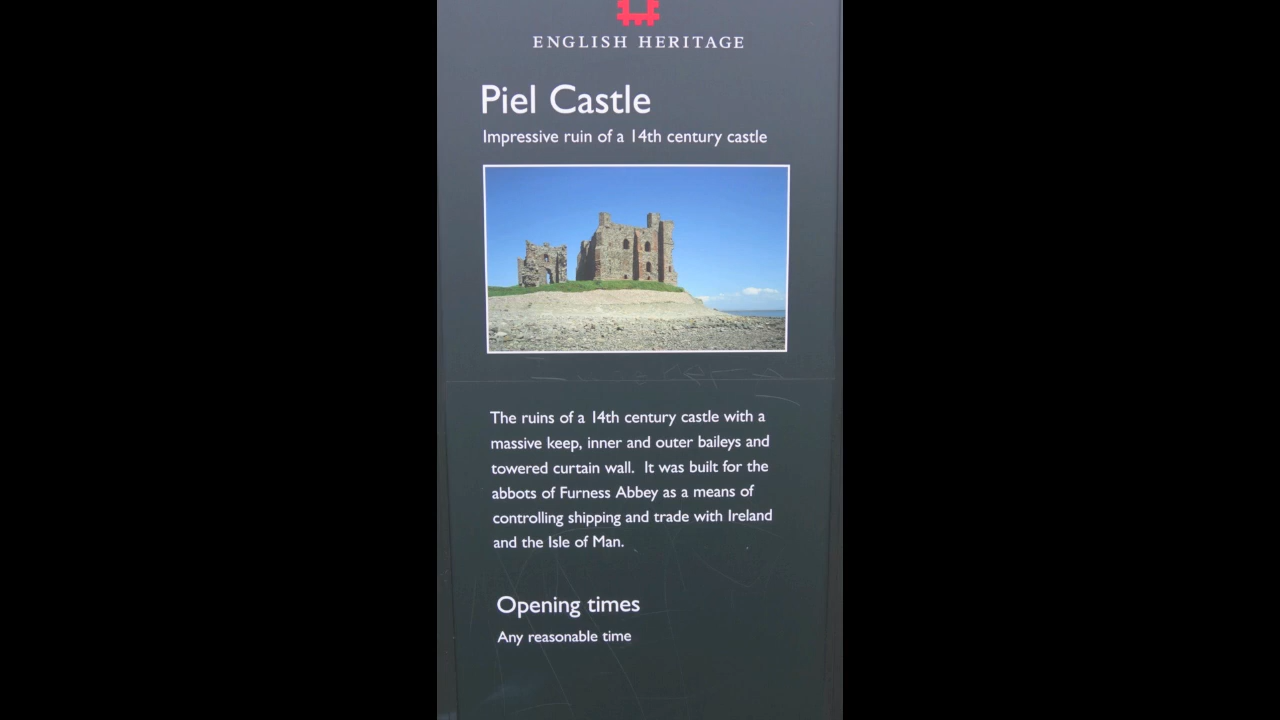 ENGLISH HERITAGE
Piel Castle
Impressive ruin of a 14th century castle
The ruins of a 14th century castle with a
massive keep, inner and outer baileys and
towered curtain wall. It was built for the
abbots of Furness Abbey as a means of
controlling shipping and trade with Ireland
and the Isle of Man.
Opening times
Any reasonable time